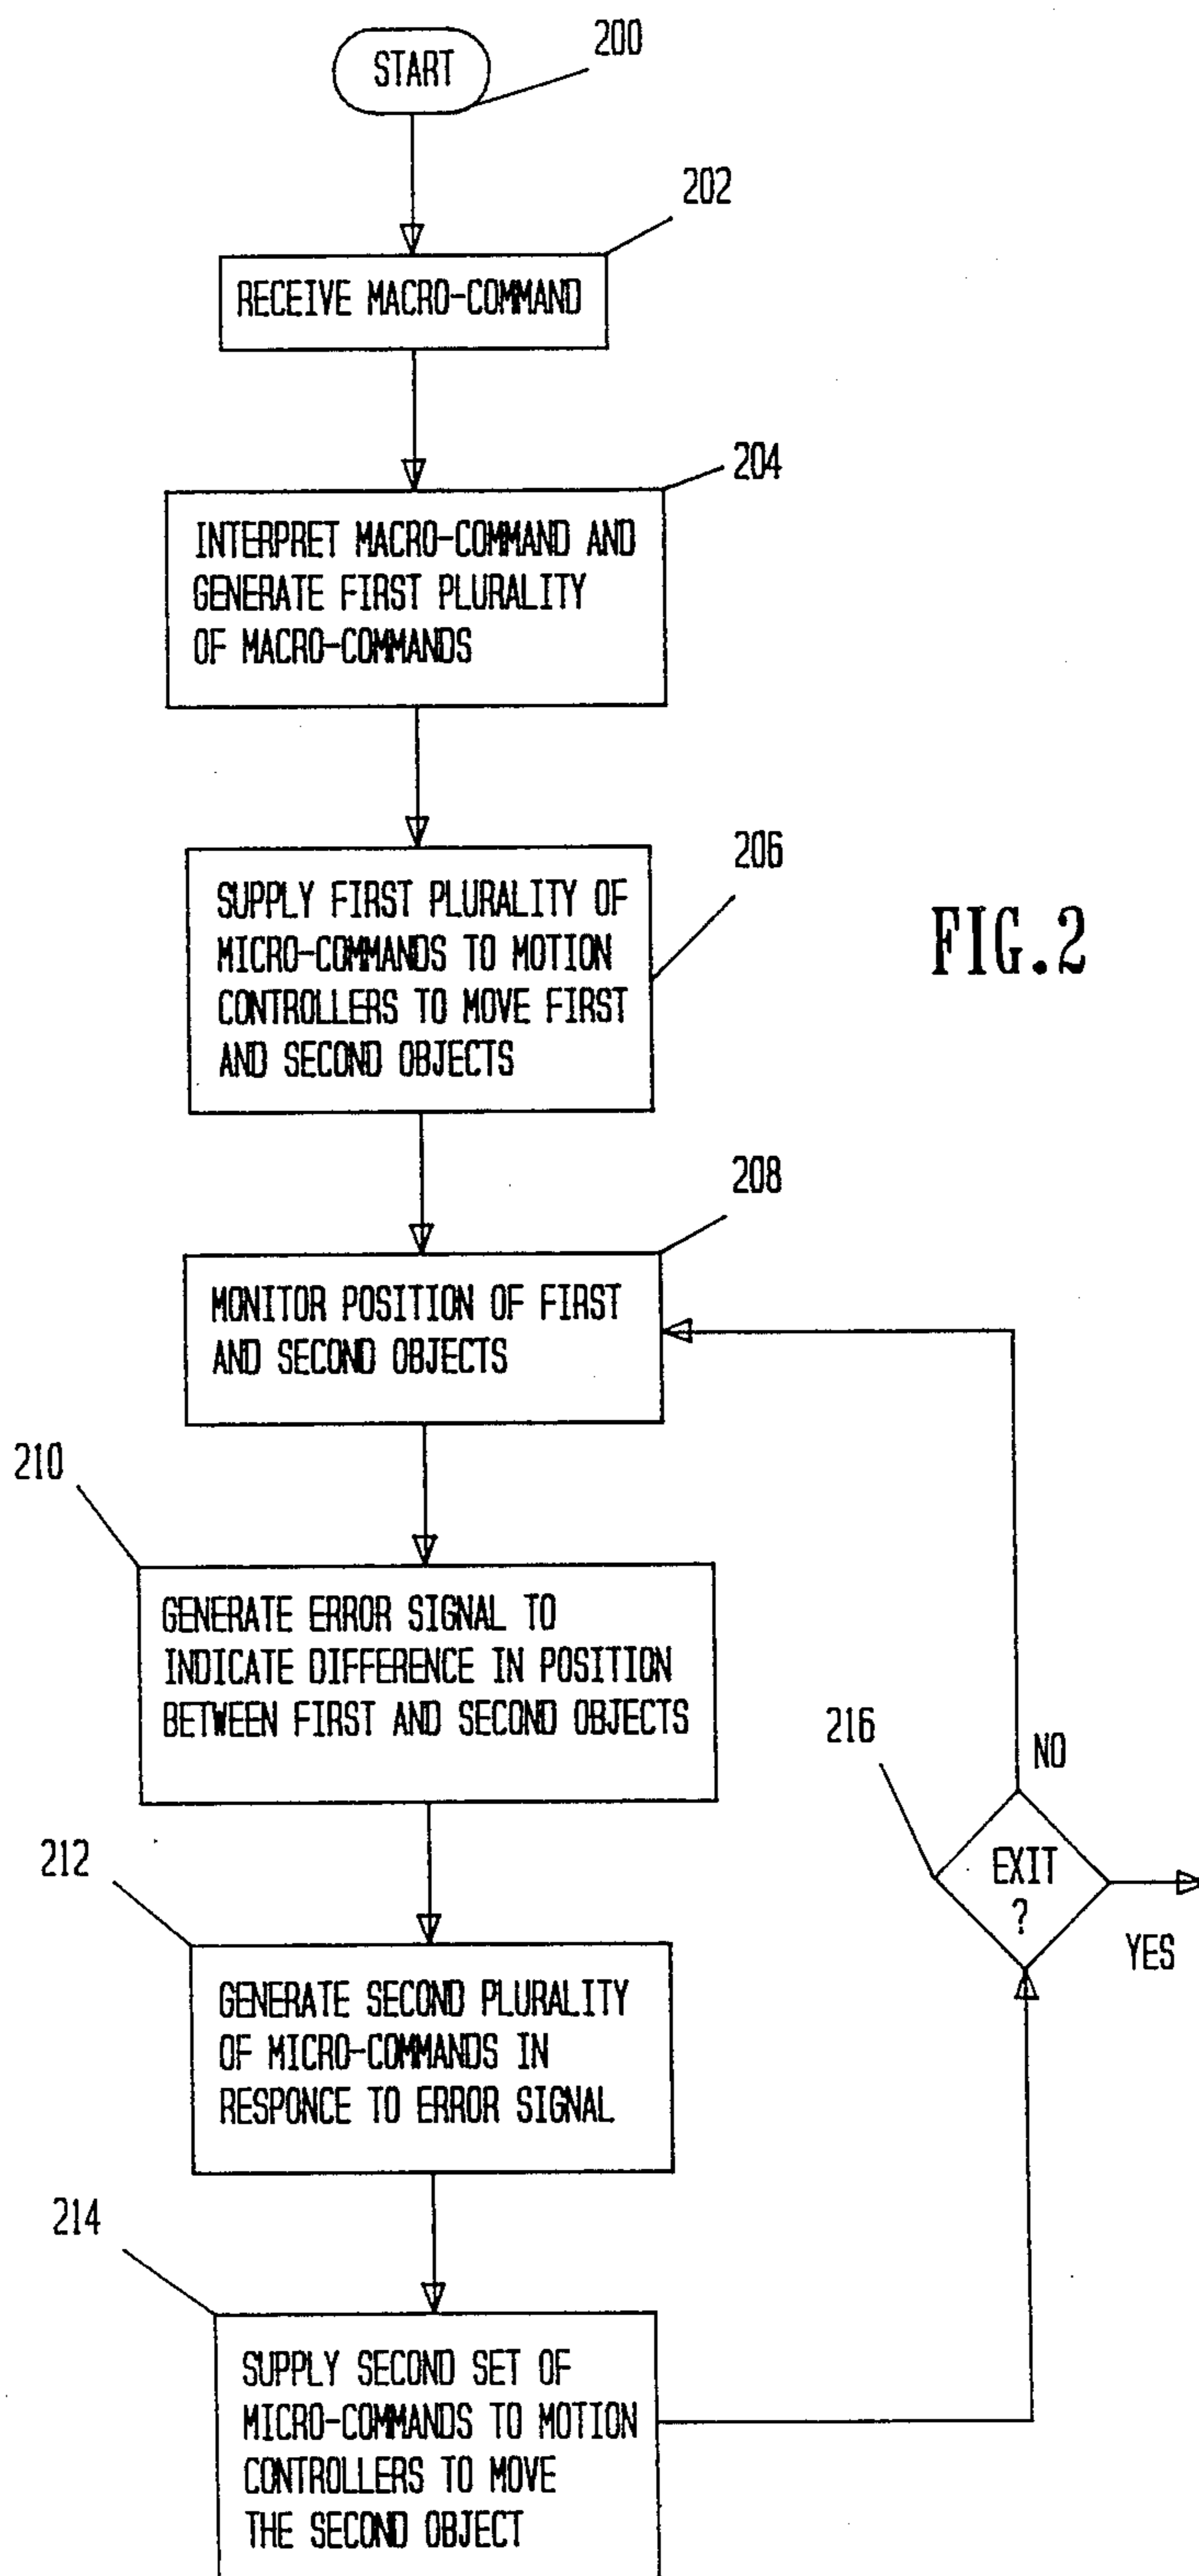 START
200
202
RECEIVE MACRO-COMMAND
204
INTERPRET MACRO-COMMAND AND
GENERATE FIRST PLURALITY
OF MACRO-COMMANDS
206
SUPPLY FIRST PLURALITY OF
MICRO-COMMANDS TO MOTION
CONTROLLERS TO MOVE FIRST
AND SECOND OBJECTS
FIG.2
208
MONITOR POSITION OF FIRST
AND SECOND OBJECTS
210
GENERATE ERROR SIGNAL TO
INDICATE DIFFERENCE IN POSITION
BETWEEN FIRST AND SECOND OBJECTS
216
NO
EXIT
?
YES
212
GENERATE SECOND PLURALITY
OF MICRO-COMMANDS IN
RESPONCE TO ERROR SIGNAL
214
SUPPLY SECOND SET OF
MICRO-COMMANDS TO MOTION
CONTROLLERS TO MOVE
THE SECOND OBJECT